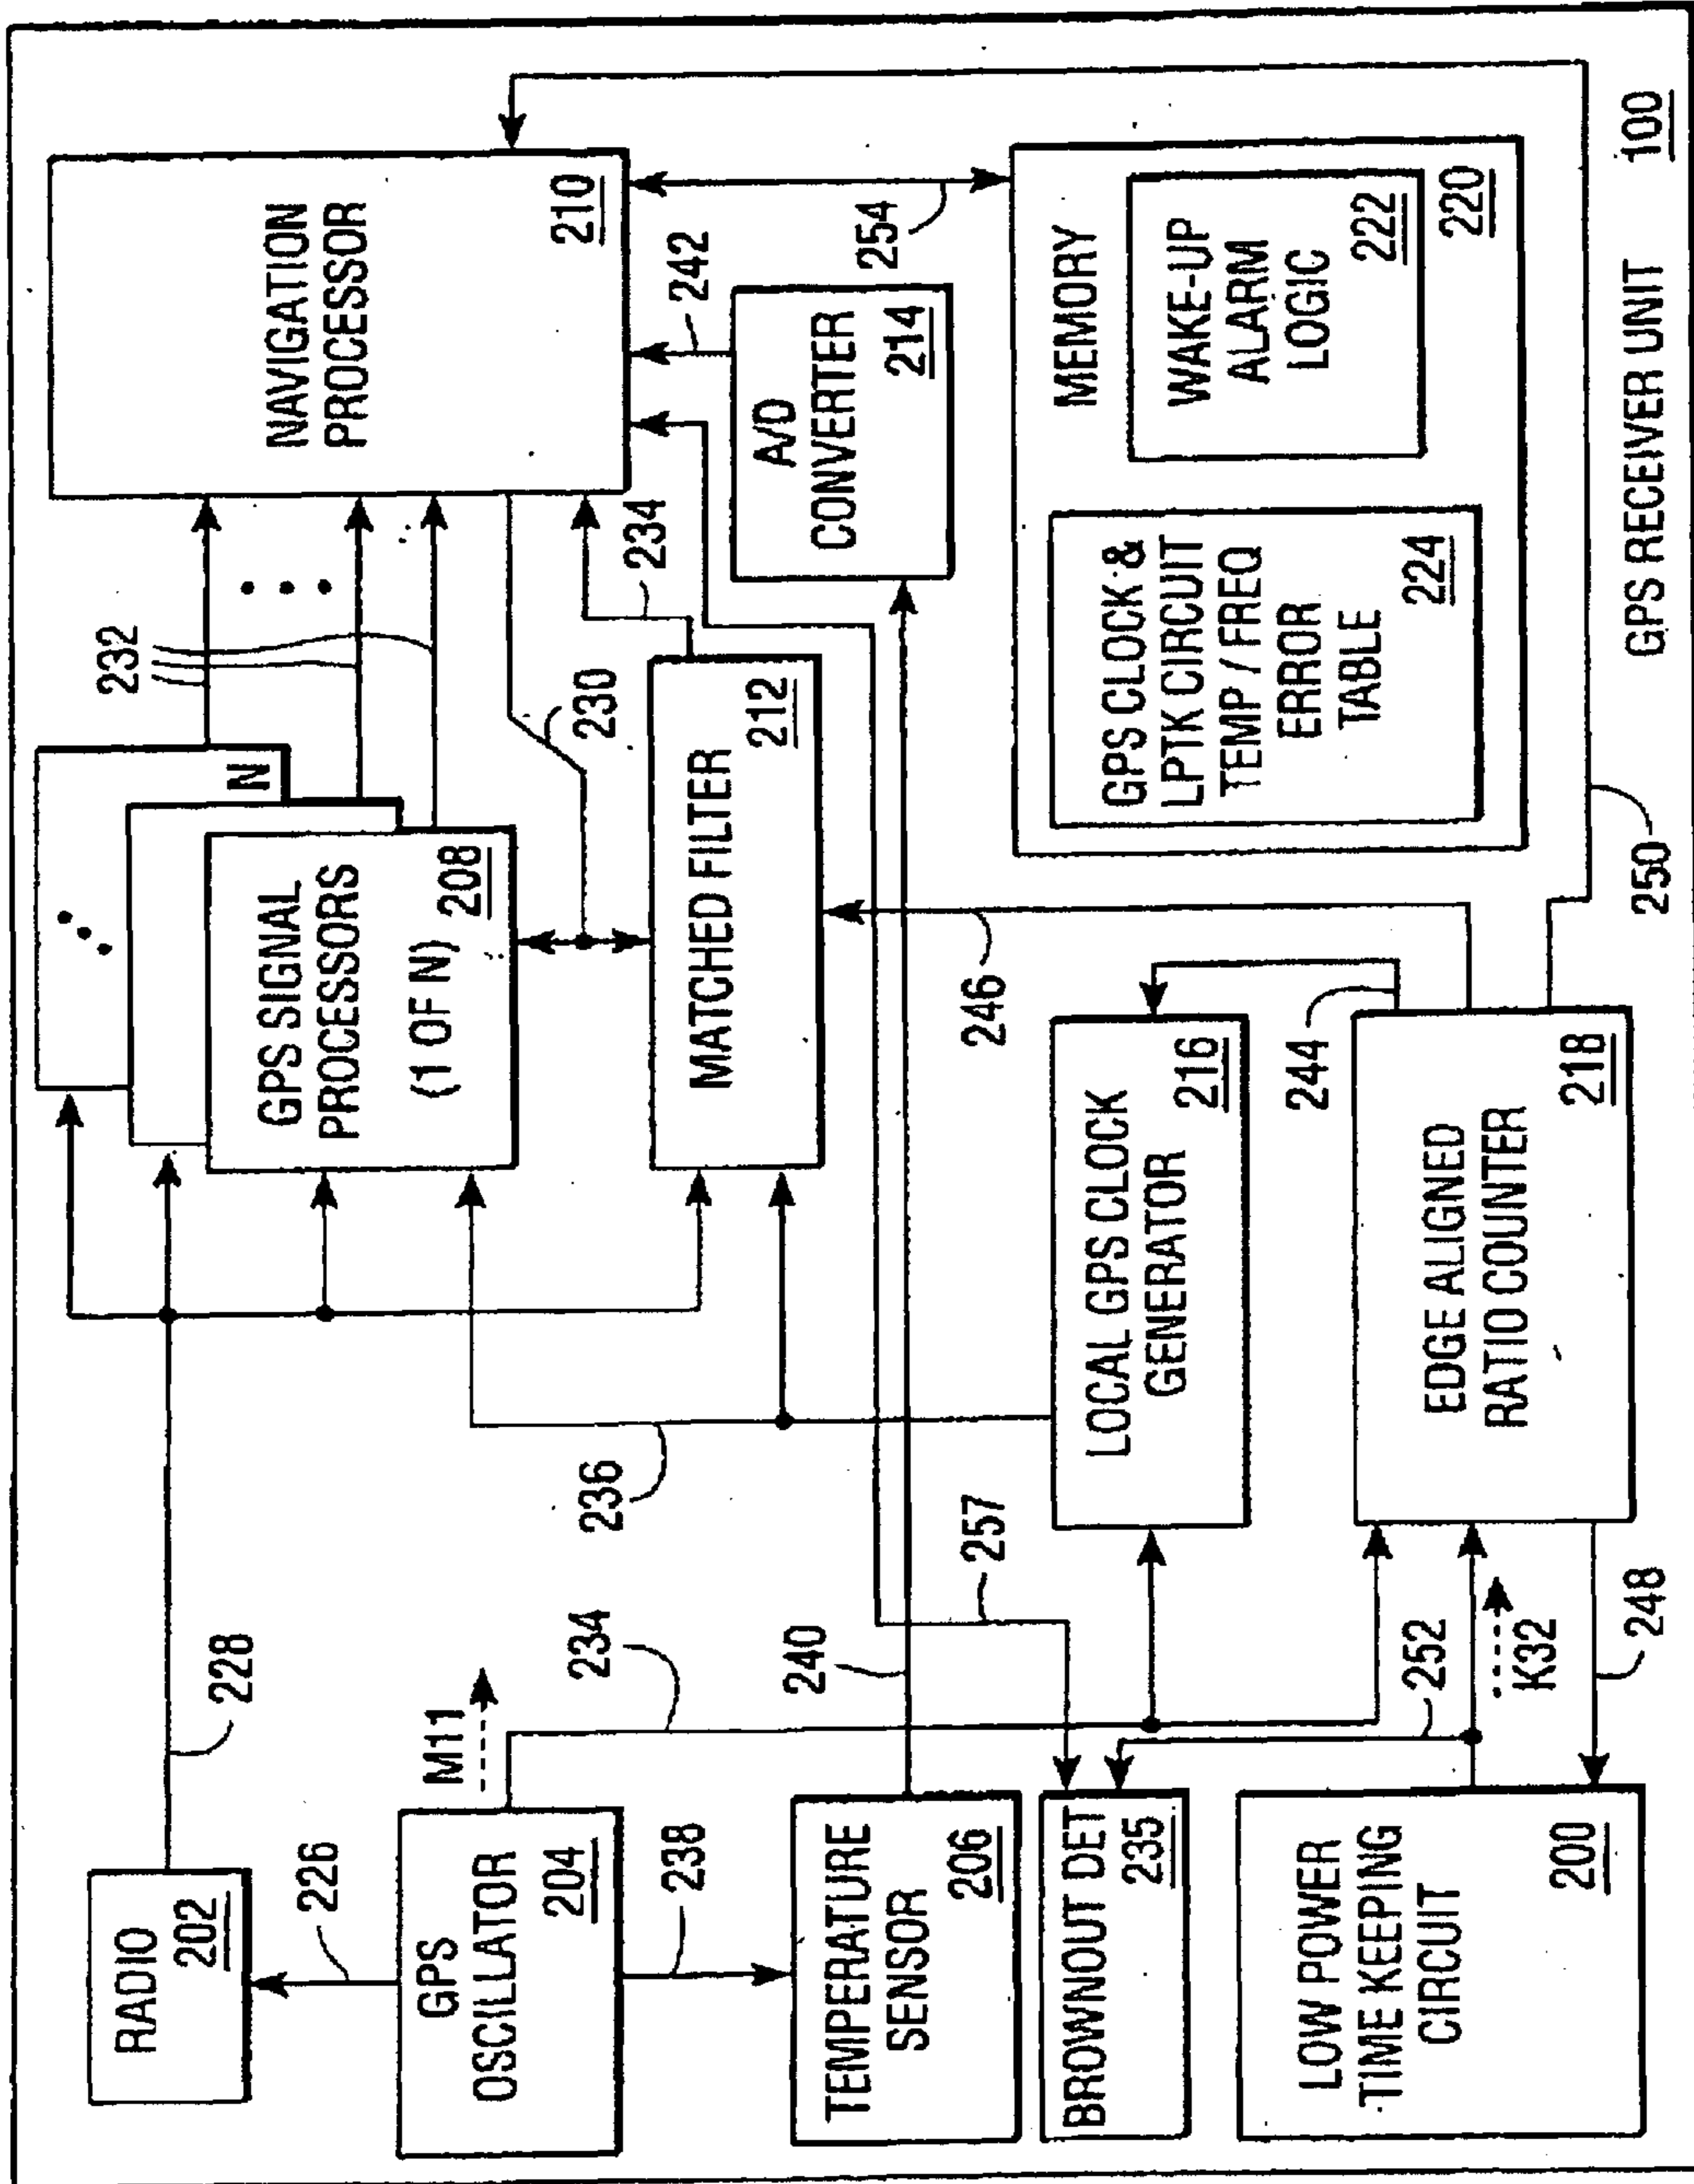 RADIO
202
226
228
GPS
OSCILLATOR
204
M11
238
234
TEMPERATURE
SENSOR
206
240
BROWNOUT DET
235
257
252
LOW POWER
TIME KEEPING
CIRCUIT
200
K32
248
236
N
GPS SIGNAL
PROCESSORS
(1 OF N)
208
232
230
MATCHED FILTER
212
234
LOCAL GPS CLOCK
GENERATOR
216
246
244
EDGE ALIGNED
RATIO COUNTER
218
250
NAVIGATION
PROCESSOR
210
242
254
A/D
CONVERTER
214
MEMORY
WAKE-UP
ALARM
LOGIC
222
220
GPS CLOCK &
LPTK CIRCUIT
TEMP / FREQ
ERROR
TABLE
224
GPS RECEIVER UNIT 100